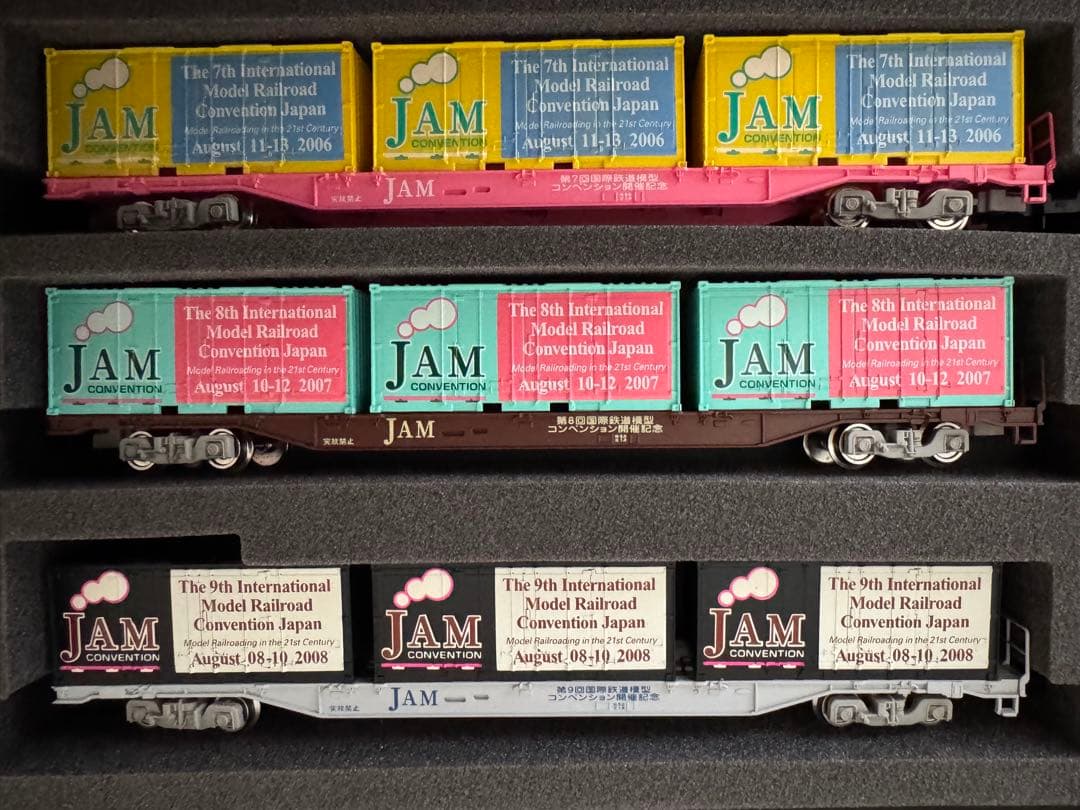 JAM
CONVENTION
The 7th International
Model Railroad
Convention Japan
Model Railroading in the 21st Century
August 11-13, 2006
JAM
CONVENTION
The 7th International
Model Railroad
Convention Japan
Model Railroading in the 21st Century
August 11-13, 2006
JAM
CONVENTION
The 7th International
Model Railroad
Convention Japan
Model Railroading in the 21st Century
August 11-13, 2006
突放禁止
JAM
第7回国際鉄道模型
コンベンション開催記念
JAM
CONVENTION
The 8th International
Model Railroad
Convention Japan
Model Railroading in the 21st Century
August 10-12, 2007
JAM
CONVENTION
The 8th International
Model Railroad
Convention Japan
Model Railroading in the 21st Century
August 10-12, 2007
JAM
CONVENTION
The 8th International
Model Railroad
Convention Japan
Model Railroading in the 21st Century
August 10-12, 2007
突放禁止
JAM
第8回国際鉄道模型
コンベンション開催記念
JAM
CONVENTION
The 9th International
Model Railroad
Convention Japan
Model Railroading in the 21st Century
August 08-10, 2008
JAM
CONVENTION
The 9th International
Model Railroad
Convention Japan
Model Railroading in the 21st Century
August 08-10, 2008
JAM
CONVENTION
The 9th International
Model Railroad
Convention Japan
Model Railroading in the 21st Century
August 08-10, 2008
突放禁止
JAM
第9回国際鉄道模型
コンベンション開催記念